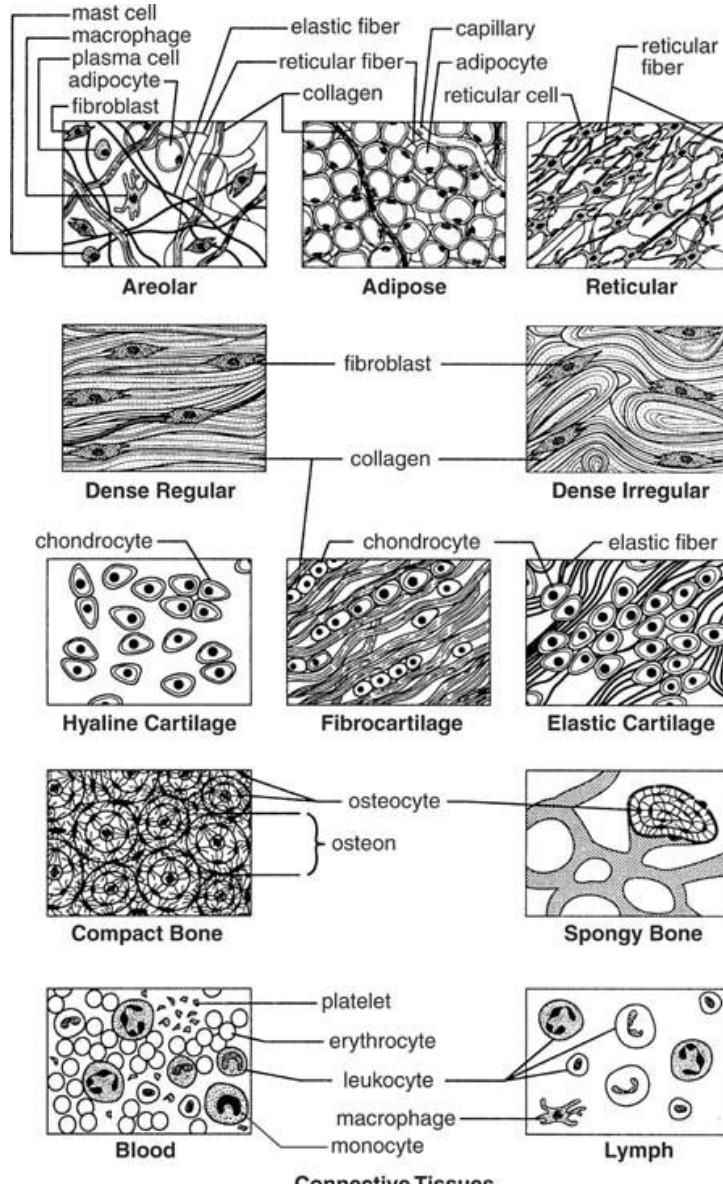 mast cell
macrophage
plasma cell
adipocyte
fibroblast
elastic fiber
reticular fiber
collagen
capillary
adipocyte
reticular cell
reticular
fiber
Areolar
Adipose
Reticular
fibroblast
collagen
Dense Regular
Dense Irregular
chondrocyte
chondrocyte
elastic fiber
Hyaline Cartilage
Fibrocartilage
Elastic Cartilage
osteocyte
osteon
Compact Bone
Spongy Bone
platelet
erythrocyte
leukocyte
macrophage
monocyte
Blood
Lymph
Connective Tissues